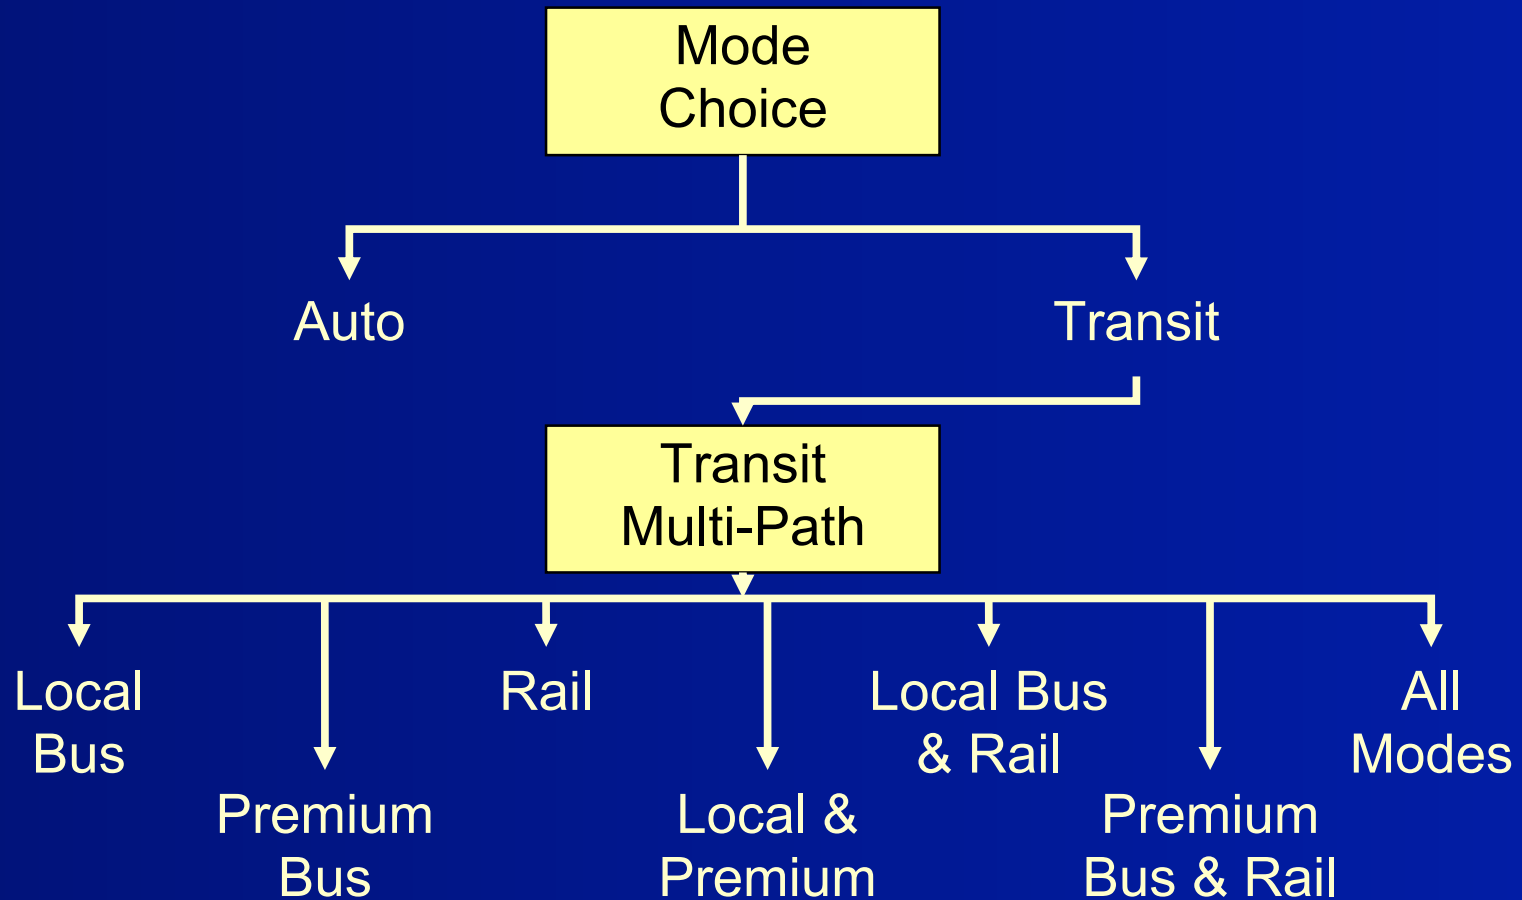 Mode
Choice
Auto
Transit
Transit
Multi-Path
Local
Bus
Premium
Bus
Rail
Local &
Premium
Local Bus
& Rail
Premium
Bus & Rail
All
Modes